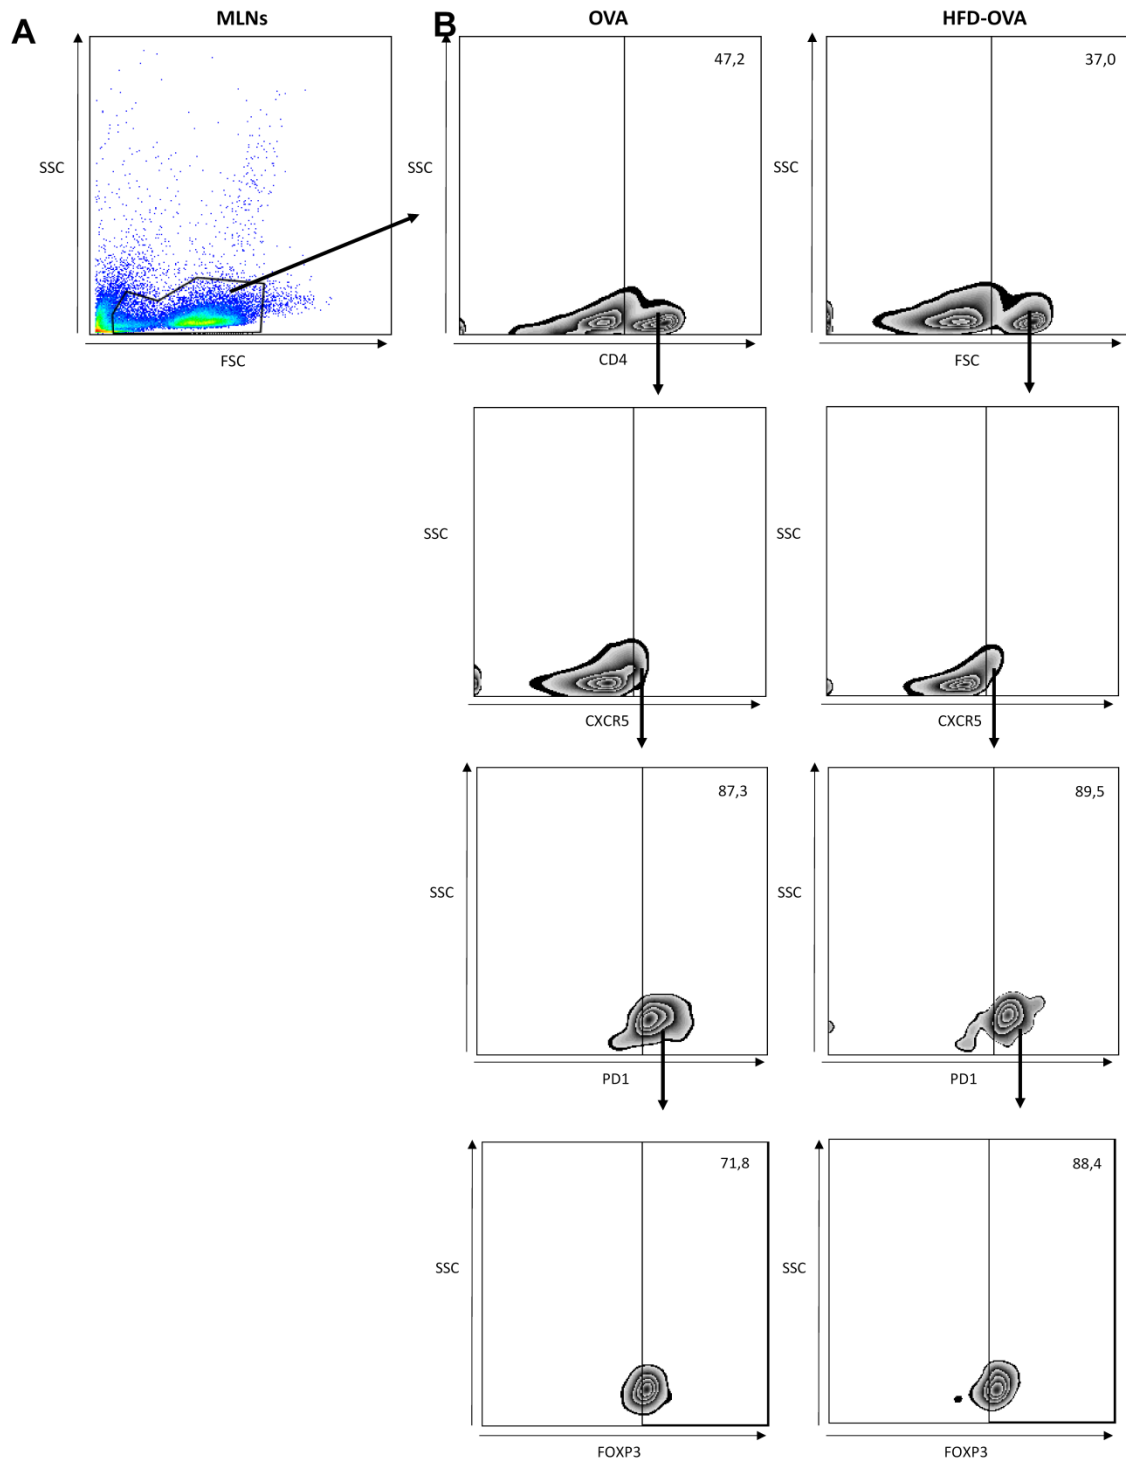 A
MLNs
B
OVA
HFD-OVA
47,2
37,0
SSC
SSC
SSC
FSC
CD4
FSC
SSC
SSC
CXCR5
CXCR5
87,3
89,5
SSC
SSC
PD1
PD1
71,8
88,4
SSC
SSC
FOXP3
FOXP3